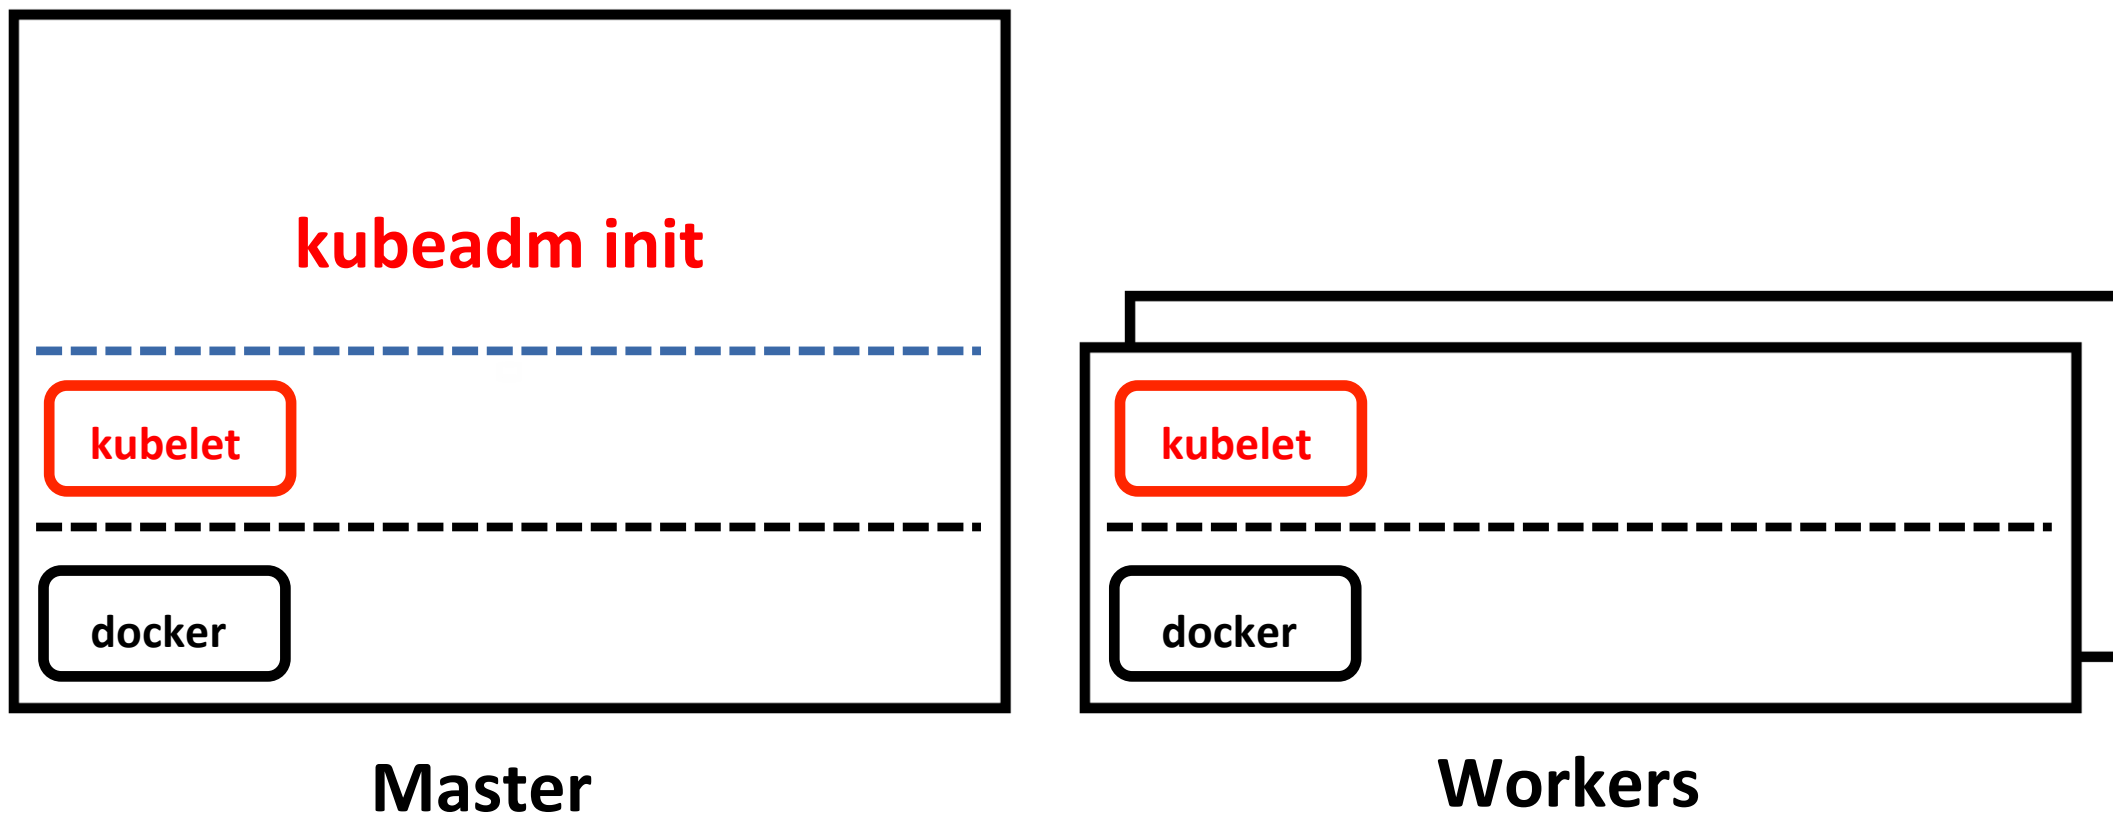 kubeadm init
kubelet
docker
Master
kubelet
docker
Workers